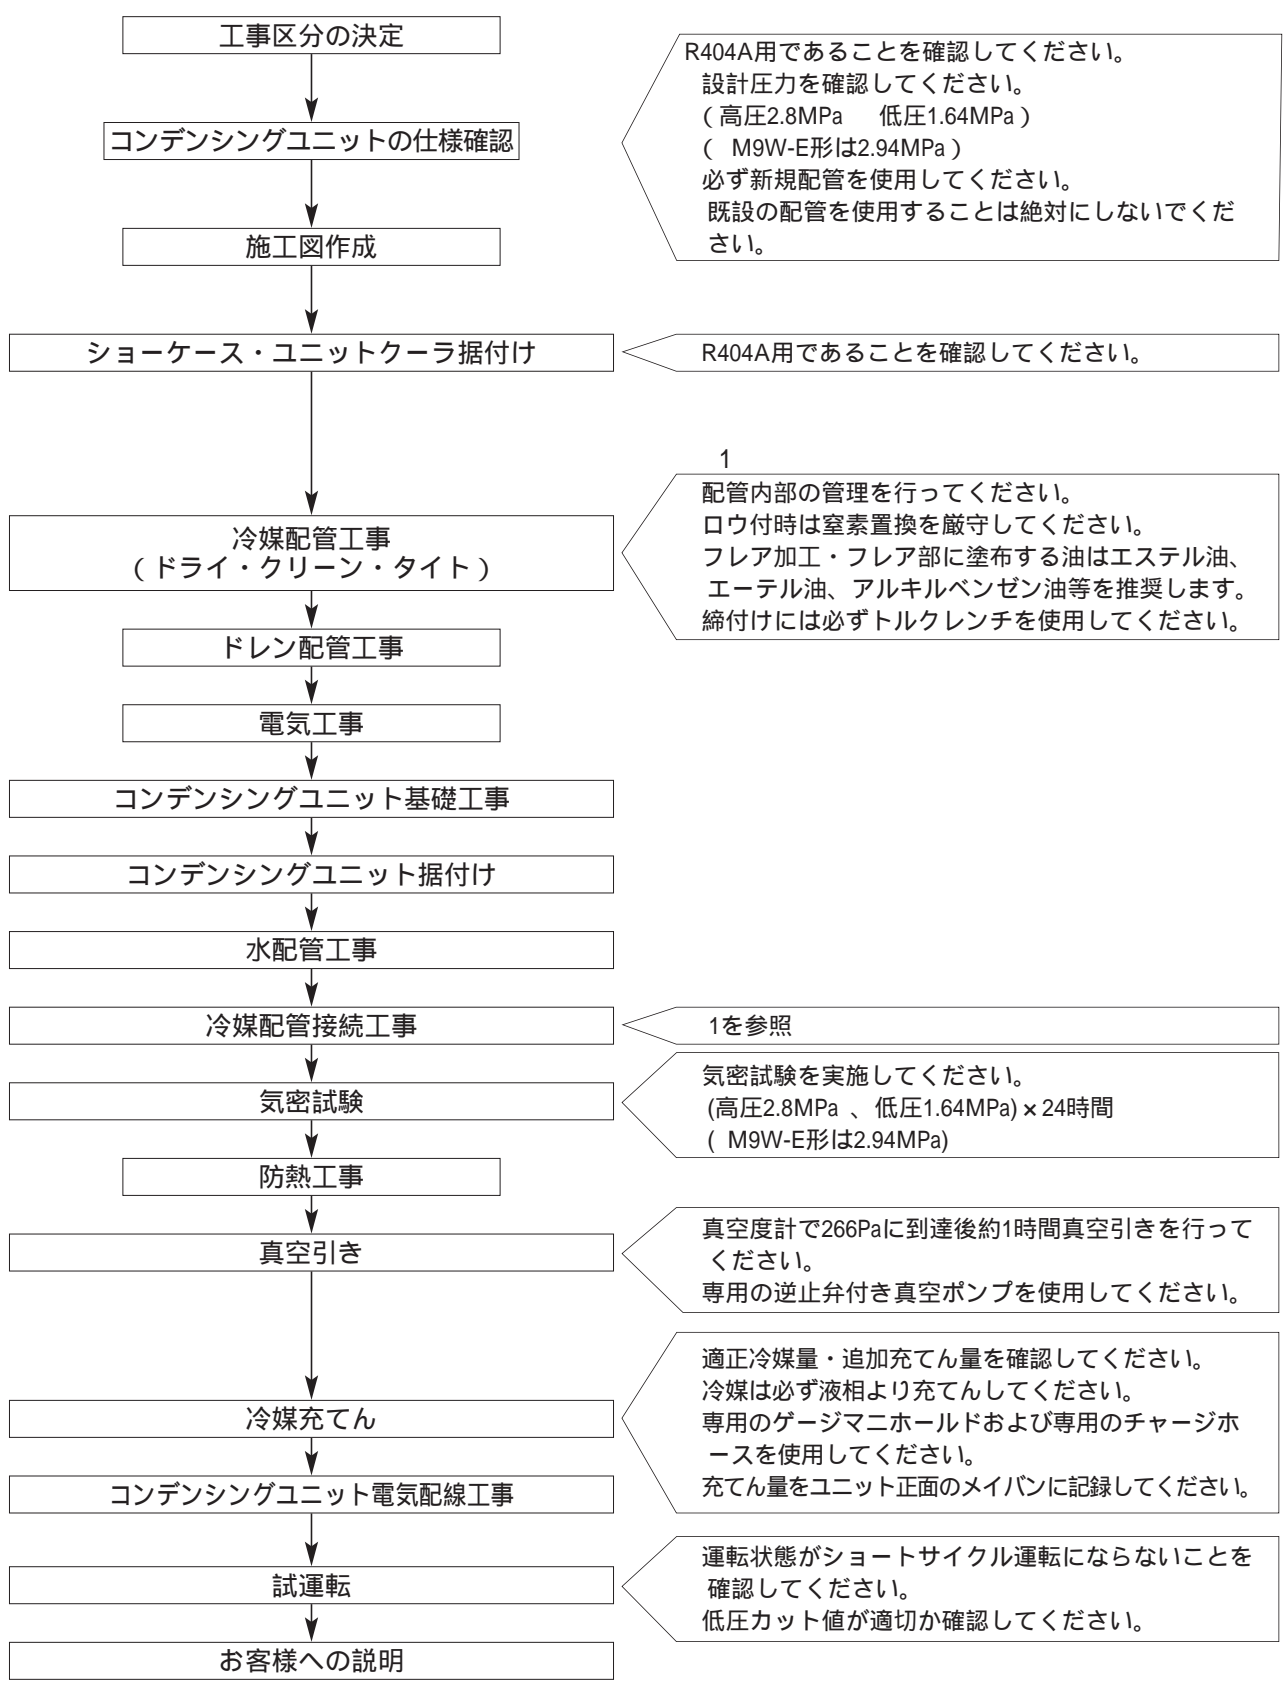 工事区分の決定
コンデンシングユニットの仕様確認
R404A用であることを確認してください。
設計圧力を確認してください。
(高圧2.8MPa 低圧1.64MPa)
( M9W-E形は2.94MPa)
必ず新規配管を使用してください。
既設の配管を使用することは絶対にしないでくだ
さい。
施工図作成
ショーケース・ユニットクーラ据付け
R404A用であることを確認してください。
冷媒配管工事
(ドライ・クリーン・タイト)
1
配管内部の管理を行ってください。
ロウ付時は窒素置換を厳守してください。
フレア加工・フレア部に塗布する油はエステル油、
エーテル油、アルキルベンゼン油等を推奨します。
締付けには必ずトルクレンチを使用してください。
ドレン配管工事
電気工事
コンデンシングユニット基礎工事
コンデンシングユニット据付け
水配管工事
冷媒配管接続工事
1を参照
気密試験
気密試験を実施してください。
(高圧2.8MPa 、低圧1.64MPa)×24時間
( M9W-E形は2.94MPa)
防熱工事
真空引き
真空度計で266Paに到達後約1時間真空引きを行って
ください。
専用の逆止弁付き真空ポンプを使用してください。
冷媒充てん
適正冷媒量・追加充てん量を確認してください。
冷媒は必ず液相より充てんしてください。
専用のゲージマニホールドおよび専用のチャージホ
ースを使用してください。
充てん量をユニット正面のメイバンに記録してください。
コンデンシングユニット電気配線工事
試運転
運転状態がショートサイクル運転にならないことを
確認してください。
低圧カット値が適切か確認してください。
お客様への説明